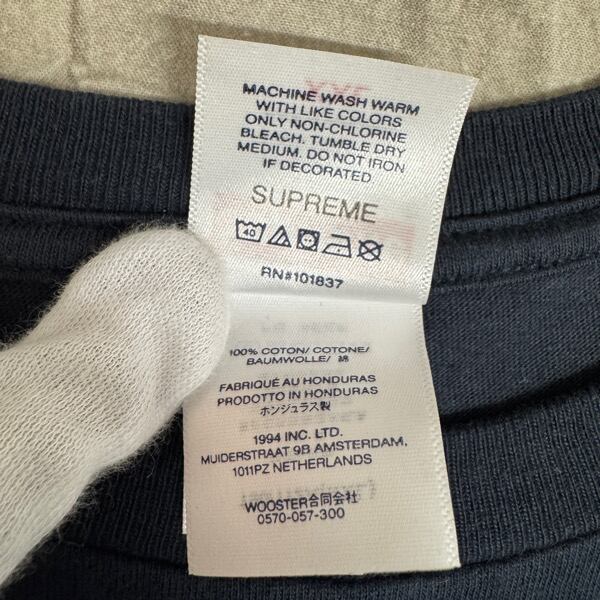 MACHINE WASH WARM
WITH LIKE COLORS
ONLY NON-CHLORINE
BLEACH. TUMBLE DRY
MEDIUM. DO NOT IRON
IF DECORATED
SUPREME
40
RN#101837
100% COTON/ COTONE/
BAUMWOLLE/ 綿
FABRIQUÉ AU HONDURAS
PRODOTTO IN HONDURAS
ホンジュラス製
1994 INC. LTD.
MUIDERSTRAAT 9B AMSTERDAM,
1011PZ NETHERLANDS
WOOSTER合同会社
0570-057-300